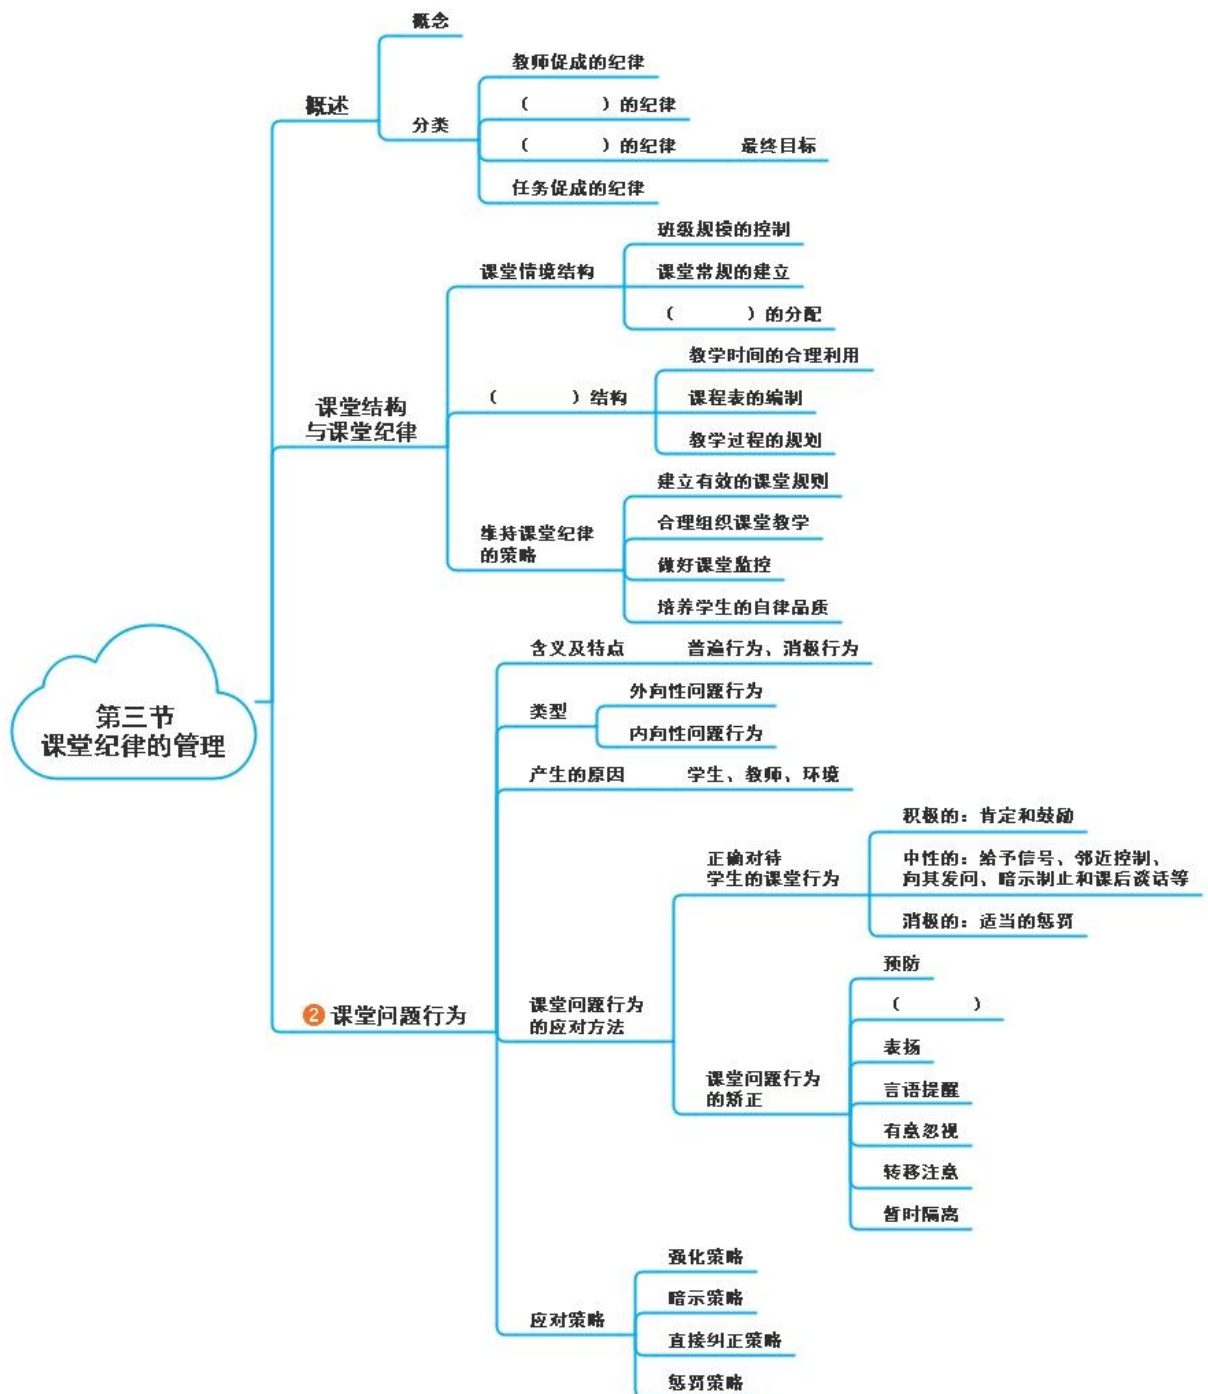 概念
教师促成的纪律
概述
（　　　）的纪律
分类
（　　　）的纪律 最终目标
任务促成的纪律
班级规模的控制
课堂情境结构
课堂常规的建立
（　　　）的分配
教学时间的合理利用
（　　　）结构
课程表的编制
课堂结构
与课堂纪律
教学过程的规划
建立有效的课堂规则
合理组织课堂教学
维持课堂纪律
的策略
做好课堂监控
培养学生的自律品质
第三节
课堂纪律的管理
含义及特点 普遍行为、消极行为
类型
外向性问题行为
内向性问题行为
产生的原因 学生、教师、环境
积极的：肯定和鼓励
正确对待
学生的课堂行为
中性的：给予信号、邻近控制、
向其发问、暗示制止和课后谈话等
消极的：适当的惩罚
❷ 课堂问题行为
课堂问题行为
的应对方法
预防
（　　　）
表扬
课堂问题行为
的矫正
言语提醒
有意忽视
转移注意
暂时隔离
应对策略
强化策略
暗示策略
直接纠正策略
惩罚策略